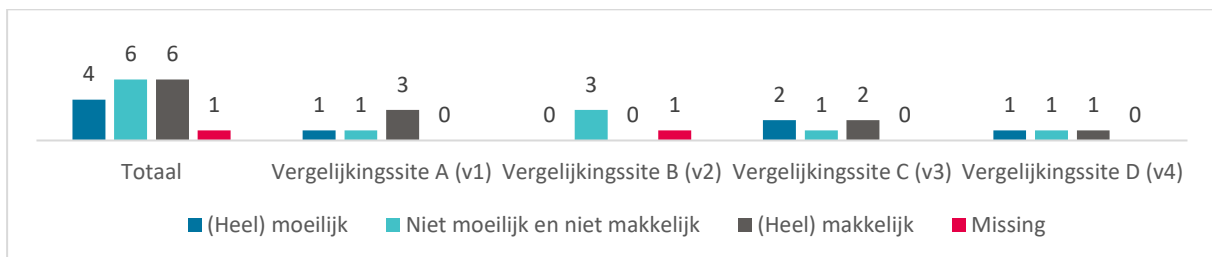 4 6 6 1 1 1 3 0 0 3 0 1 2 1 2 0 1 1 1 0
Totaal Vergelijkingssite A (v1) Vergelijkingssite B (v2) Vergelijkingssite C (v3) Vergelijkingssite D (v4)
(Heel) moeilijk Niet moeilijk en niet makkelijk (Heel) makkelijk Missing